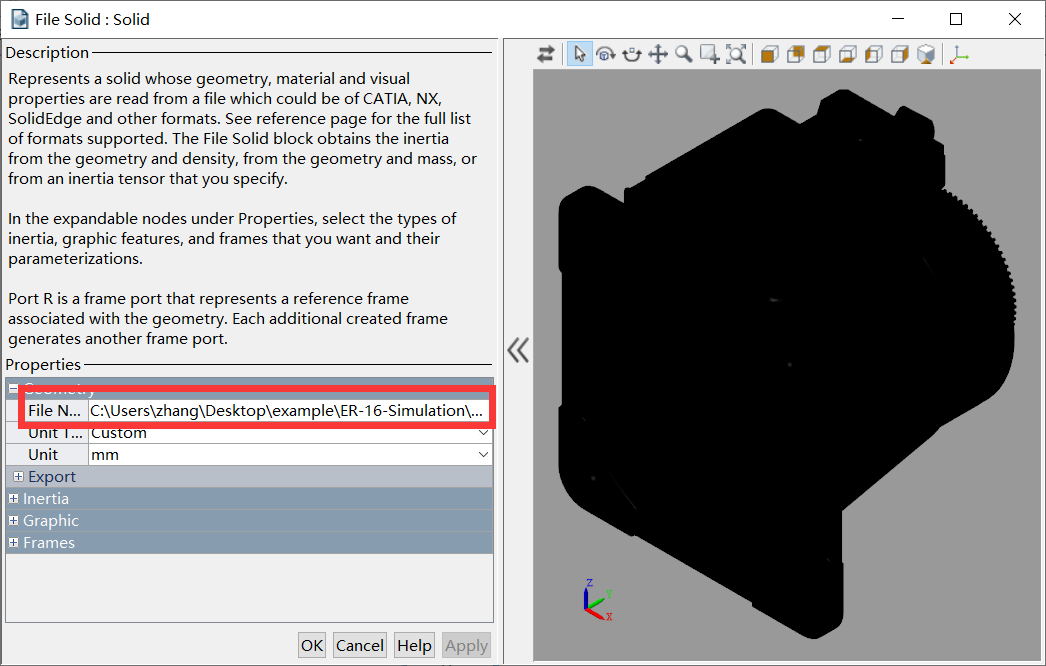 File Solid : Solid
Description
Represents a solid whose geometry, material and visual
properties are read from a file which could be of CATIA, NX,
SolidEdge and other formats. See reference page for the full list
of formats supported. The File Solid block obtains the inertia
from the geometry and density, from the geometry and mass, or
from an inertia tensor that you specify.
In the expandable nodes under Properties, select the types of
inertia, graphic features, and frames that you want and their
parameterizations.
Port R is a frame port that represents a reference frame
associated with the geometry. Each additional created frame
generates another frame port.
Properties
Geometry
File N... C:\Users\zhang\Desktop\example\ER-16-Simulation\...
Unit T... Custom
Unit mm
Export
Inertia
Graphic
Frames
OK Cancel Help Apply
Z
Y
X